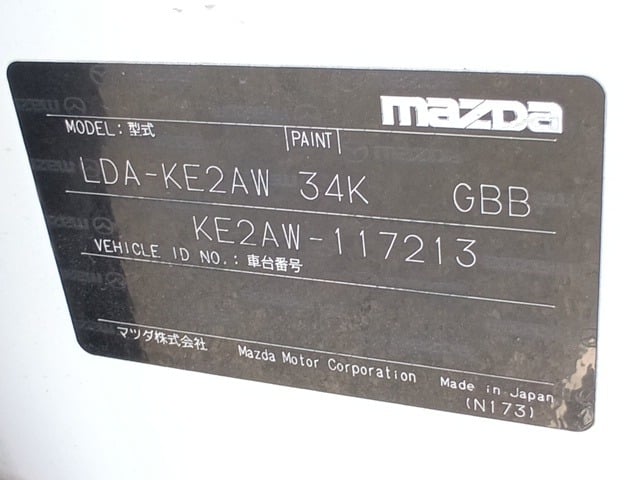 mazda
MODEL: 型式 PAINT
LDA-KE2AW 34K GBB
KE2AW-117213
VEHICLE ID NO.: 車台番号
マツダ株式会社 Mazda Motor Corporation Made in Japan
(N173)